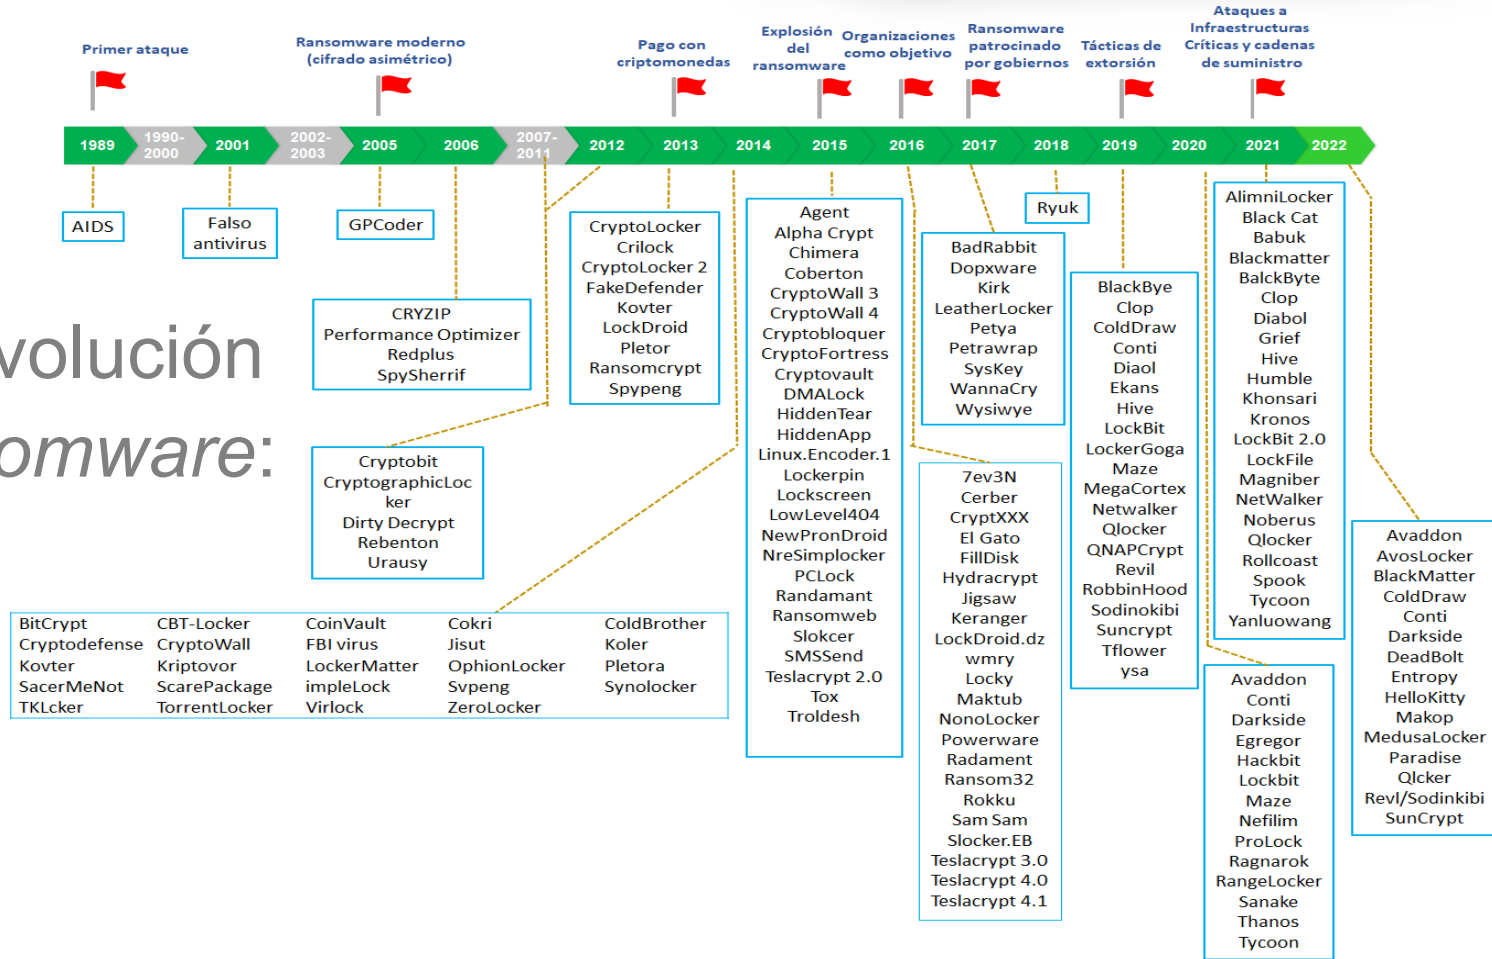 Primer ataque
Ransomware moderno
(cifrado asimétrico)
Pago con
criptomonedas
Explosión
del
ransomware
Organizaciones
como objetivo
Ransomware
patrocinado
por gobiernos
Tácticas de
extorsión
Ataques a
Infraestructuras
Críticas y cadenas
de suministro
1989
1990-
2000
2001
2002-
2003
2005
2006
2007-
2011
2012
2013
2014
2015
2016
2017
2018
2019
2020
2021
2022
volución
omware:
AIDS
Falso
antivirus
GPCoder
CRYZIP
Performance Optimizer
Redplus
SpySherrif
Cryptobit
CryptographicLoc
ker
Dirty Decrypt
Rebenton
Urausy
CryptoLocker
Crilock
CryptoLocker 2
FakeDefender
Kovter
LockDroid
Pletor
Ransomcrypt
Spypeng
BitCrypt CBT-Locker CoinVault Cokri ColdBrother
Cryptodefense CryptoWall FBI virus Jisut Koler
Kovter Kriptovor LockerMatter OphionLocker Pletora
SacerMeNot ScarePackage impleLock Svpeng Synolocker
TKLcker TorrentLocker Virlock ZeroLocker
Agent
Alpha Crypt
Chimera
Coberton
CryptoWall 3
CryptoWall 4
Cryptobloquer
CryptoFortress
Cryptovault
DMALock
HiddenTear
HiddenApp
Linux.Encoder.1
Lockerpin
Lockscreen
LowLevel404
NewPronDroid
NreSimplocker
PCLock
Randamant
Ransomweb
Slokcer
SMSSend
Teslacrypt 2.0
Tox
Troldesh
7ev3N
Cerber
CryptXXX
El Gato
FillDisk
Hydracrypt
Jigsaw
Keranger
LockDroid.dz
wmry
Locky
Maktub
NonoLocker
Powerware
Radament
Ransom32
Rokku
Sam Sam
Slocker.EB
Teslacrypt 3.0
Teslacrypt 4.0
Teslacrypt 4.1
BadRabbit
Dopxware
Kirk
LeatherLocker
Petya
Petrawrap
SysKey
WannaCry
Wysiwye
Ryuk
BlackBye
Clop
ColdDraw
Conti
Diaol
Ekans
Hive
LockBit
LockerGoga
Maze
MegaCortex
Netwalker
Qlocker
QNAPCrypt
Revil
RobbinHood
Sodinokibi
Suncrypt
Tflower
ysa
Avaddon
Conti
Darkside
Egregor
Hackbit
Lockbit
Maze
Nefilim
ProLock
Ragnarok
RangeLocker
Sanake
Thanos
Tycoon
AlimniLocker
Black Cat
Babuk
Blackmatter
BalckByte
Clop
Diabol
Grief
Hive
Humble
Khonsari
Kronos
LockBit 2.0
LockFile
Magniber
NetWalker
Noberus
Qlocker
Rollcoast
Spook
Tycoon
Yanluowang
Avaddon
AvosLocker
BlackMatter
ColdDraw
Conti
Darkside
DeadBolt
Entropy
HelloKitty
Makop
MedusaLocker
Paradise
Qlcker
Revl/Sodinkibi
SunCrypt